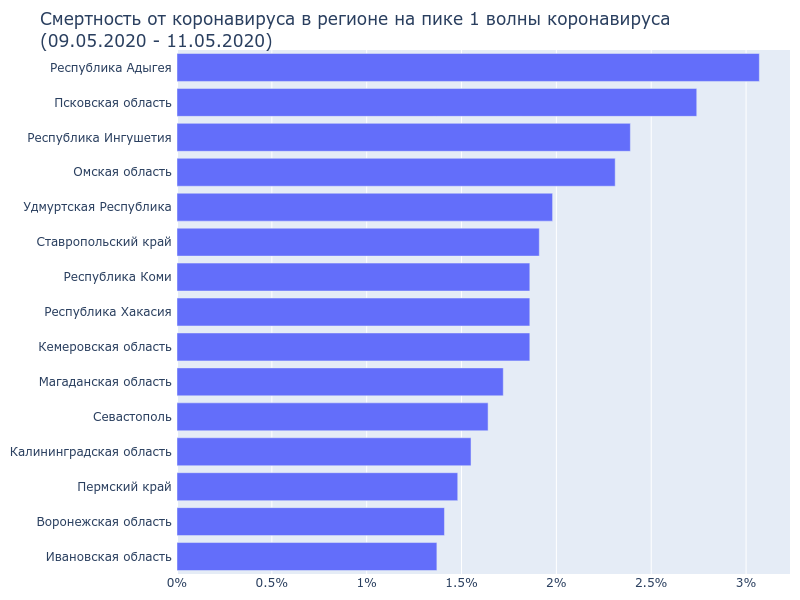 Смертность от коронавируса в регионе на пике 1 волны коронавируса
(09.05.2020 - 11.05.2020)
Республика Адыгея
Псковская область
Республика Ингушетия
Омская область
Удмуртская Республика
Ставропольский край
Республика Коми
Республика Хакасия
Кемеровская область
Магаданская область
Севастополь
Калининградская область
Пермский край
Воронежская область
Ивановская область
0% 0.5% 1% 1.5% 2% 2.5% 3%